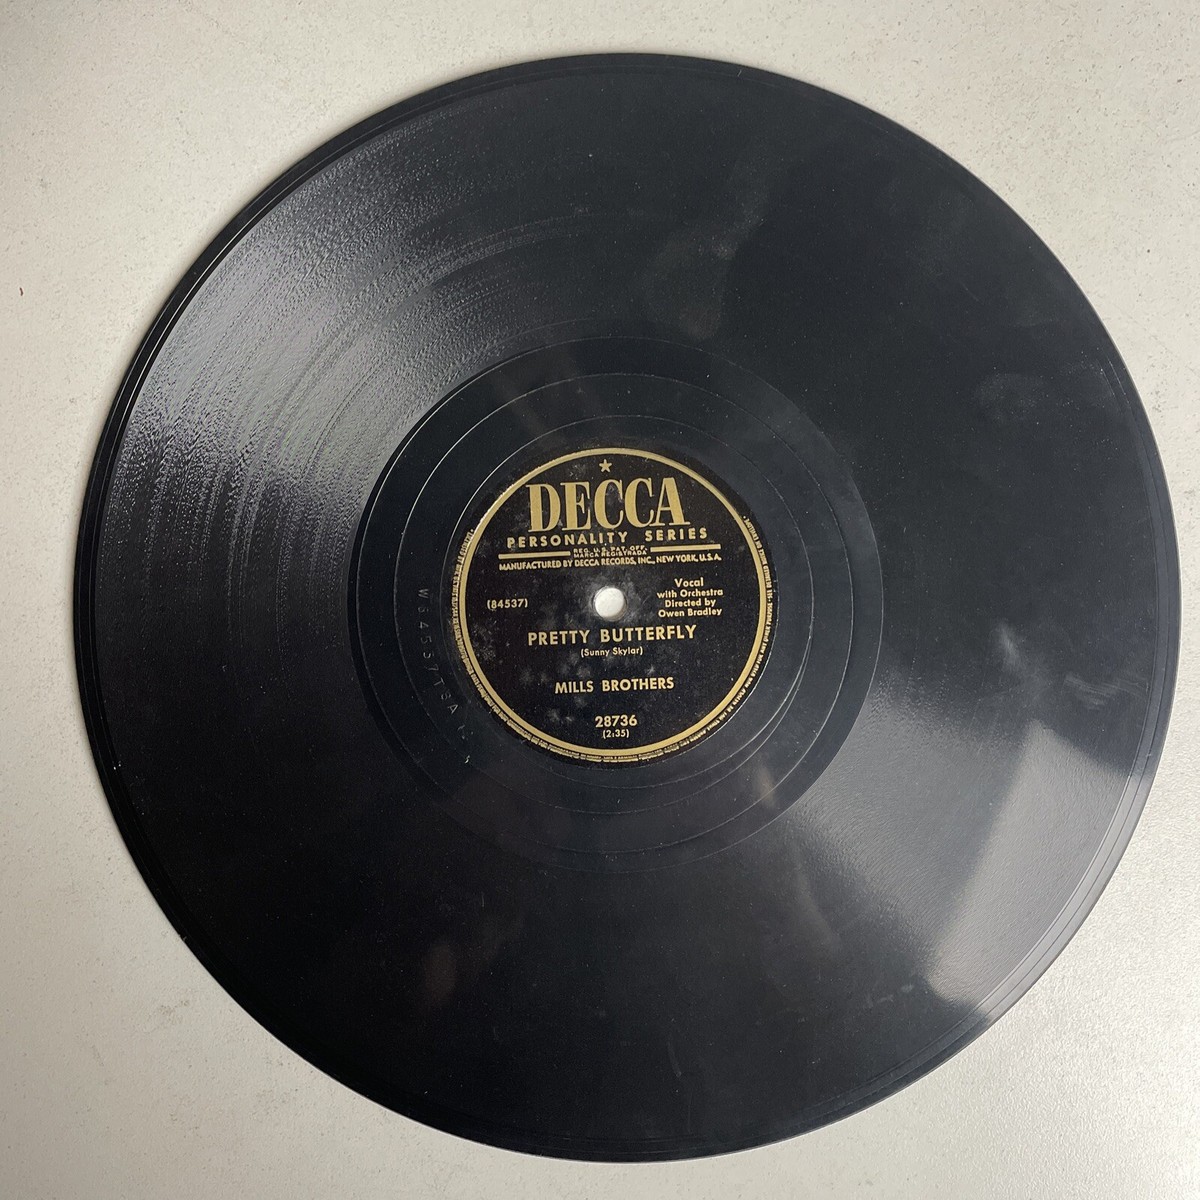 DECCA
PERSONALITY SERIES
REG. U.S. PAT. OFF.
MARCA REGISTRADA
MANUFACTURED BY DECCA RECORDS, INC., NEW YORK, U.S.A.
Vocal
with Orchestra
Directed by
Owen Bradley
(84537)
PRETTY BUTTERFLY
(Sunny Skylar)
MILLS BROTHERS
28736
(2:35)